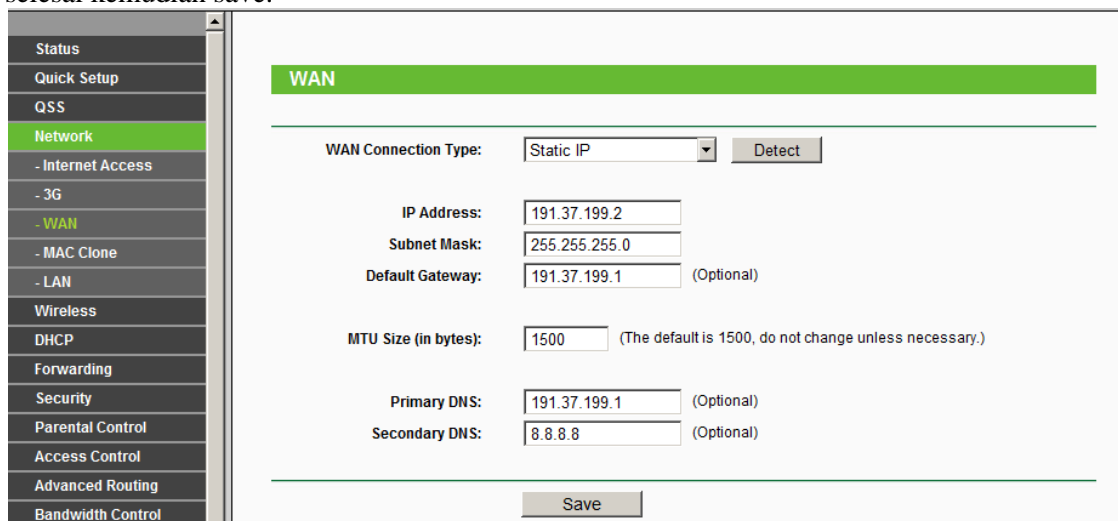 selesai kemudian save.
Status
Quick Setup
QSS
Network
- Internet Access
- 3G
- WAN
- MAC Clone
- LAN
Wireless
DHCP
Forwarding
Security
Parental Control
Access Control
Advanced Routing
Bandwidth Control
WAN
WAN Connection Type: Static IP Detect
IP Address: 191.37.199.2
Subnet Mask: 255.255.255.0
Default Gateway: 191.37.199.1 (Optional)
MTU Size (in bytes): 1500 (The default is 1500, do not change unless necessary.)
Primary DNS: 191.37.199.1 (Optional)
Secondary DNS: 8.8.8.8 (Optional)
Save